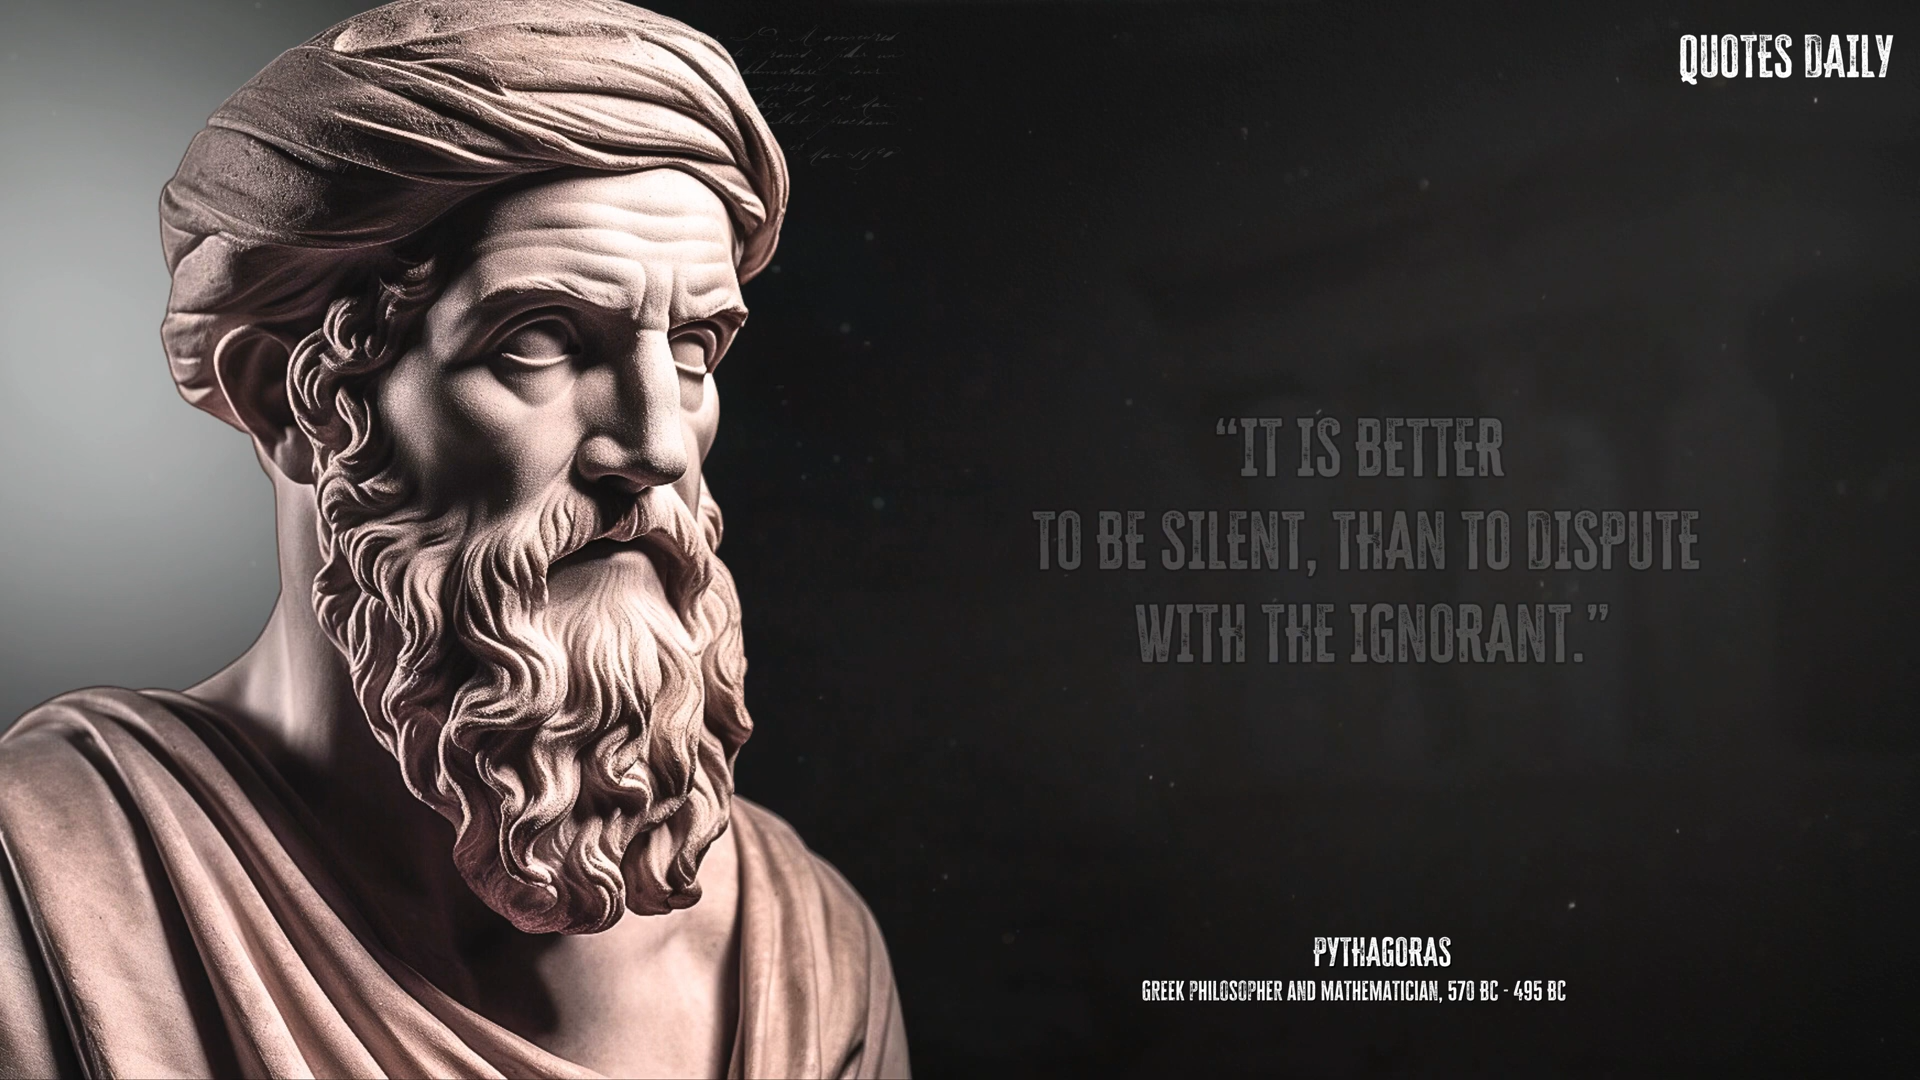 QUOTES DAILY
“IT IS BETTER
TO BE SILENT, THAN TO DISPUTE
WITH THE IGNORANT.”
PYTHAGORAS
GREEK PHILOSOPHER AND MATHEMATICIAN, 570 BC - 495 BC